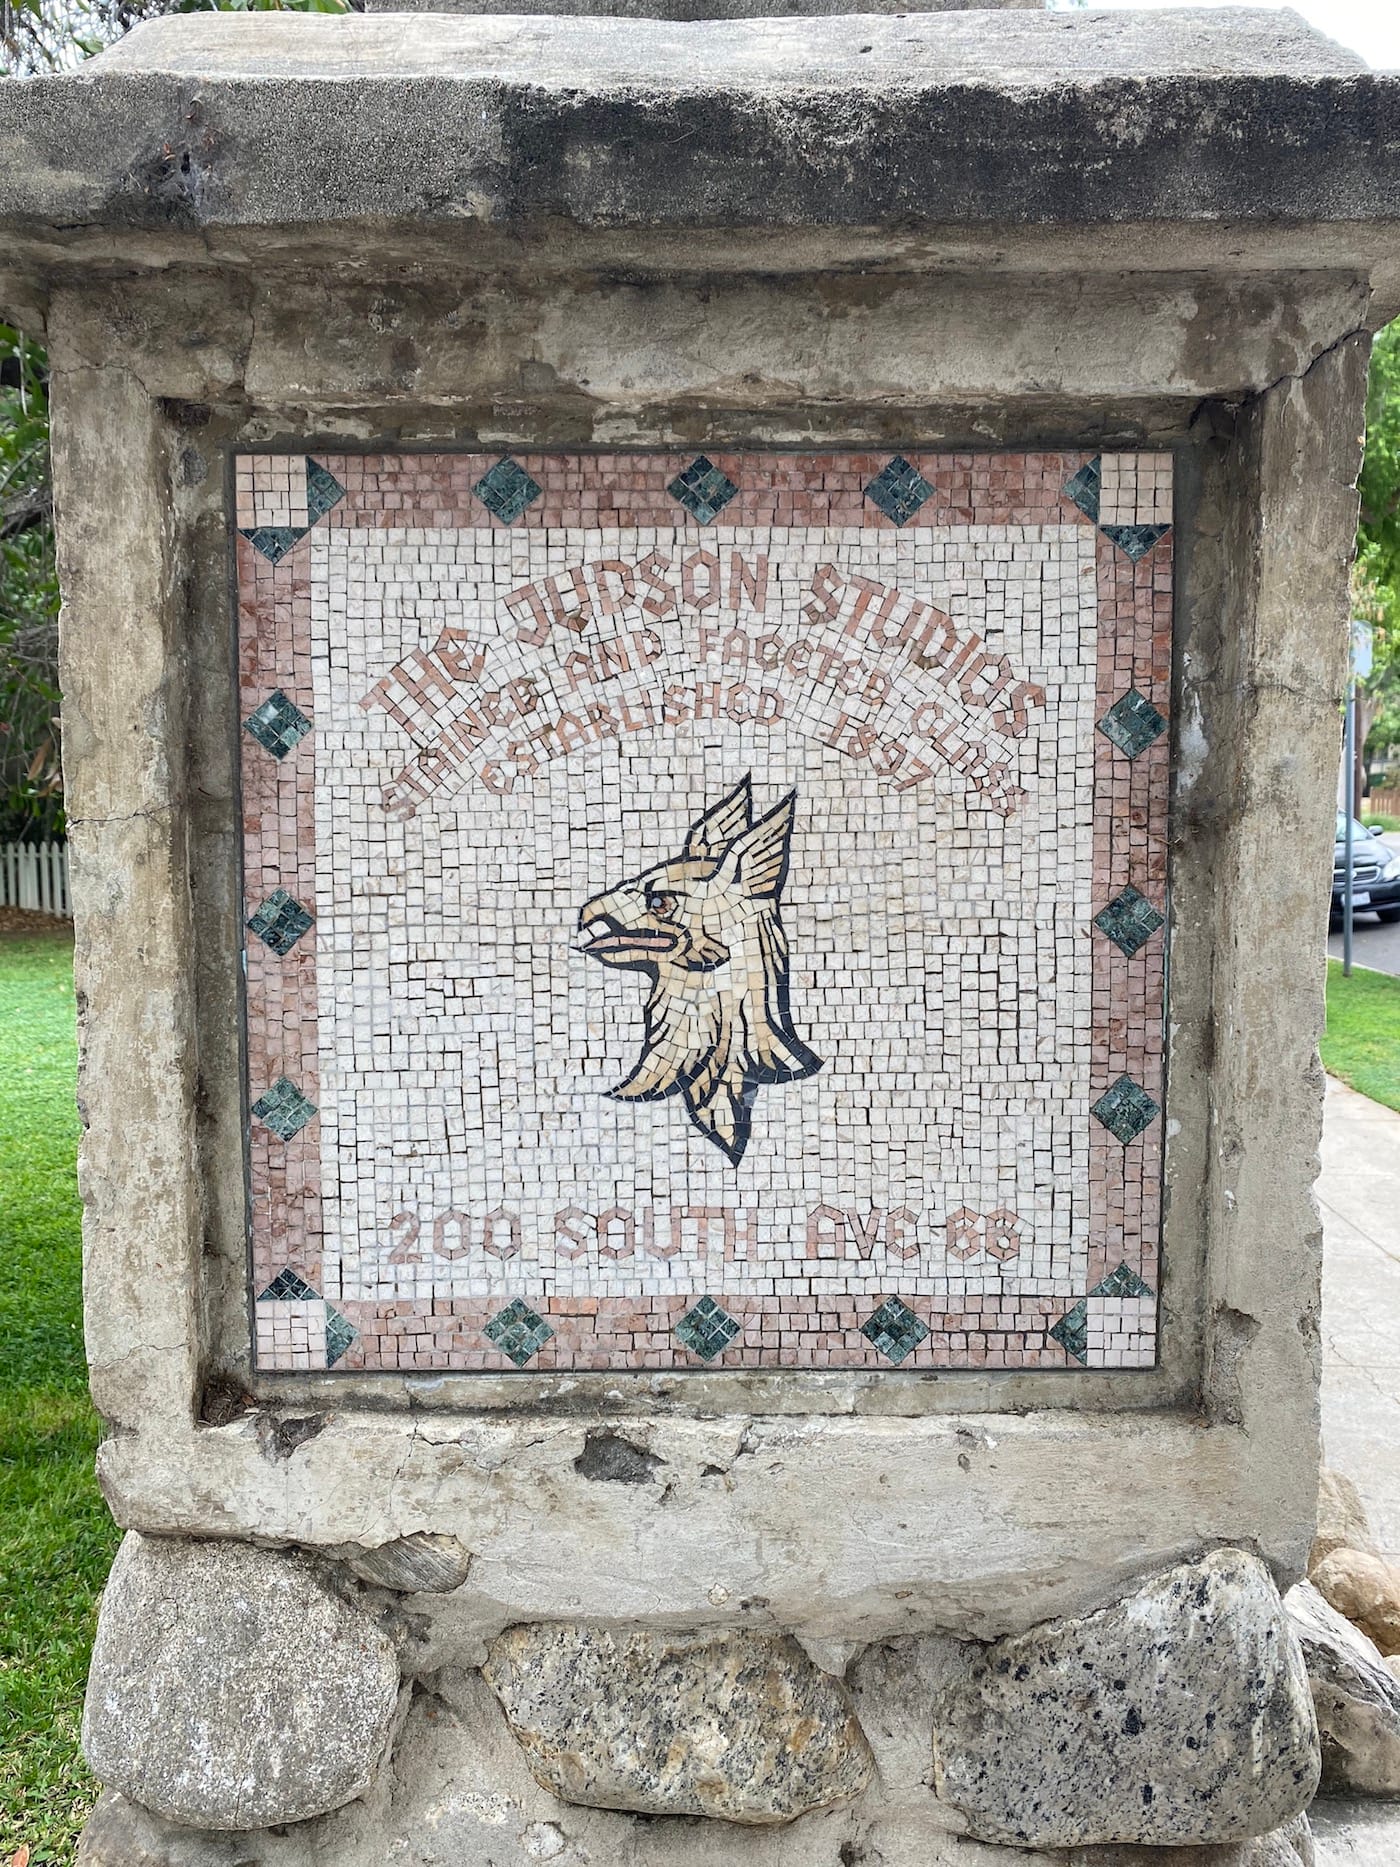 THE JUDSON STUDIOS
STAINED AND FACETED GLASS
ESTABLISHED 1897
200 SOUTH AVE 66